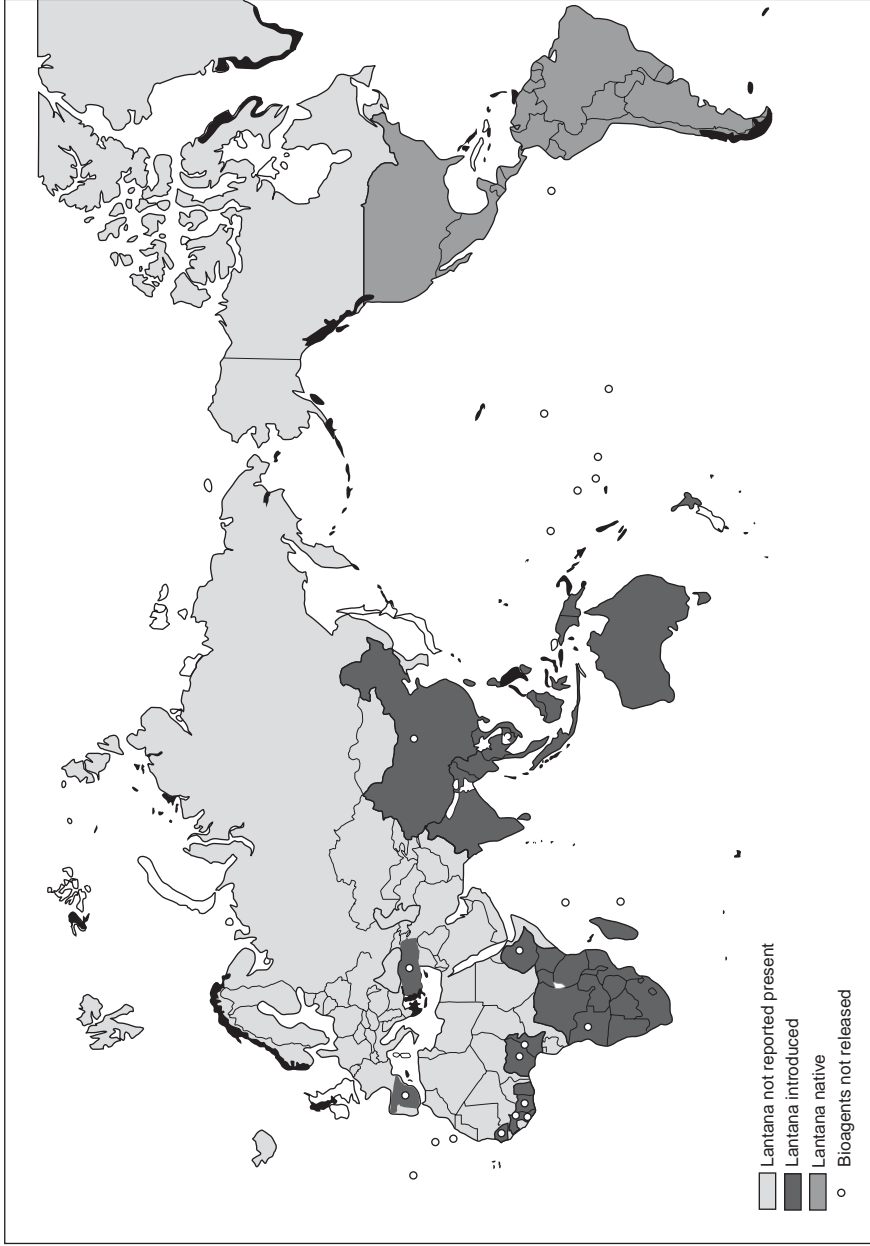 Lantana not reported present
Lantana introduced
Lantana native
Bioagents not released